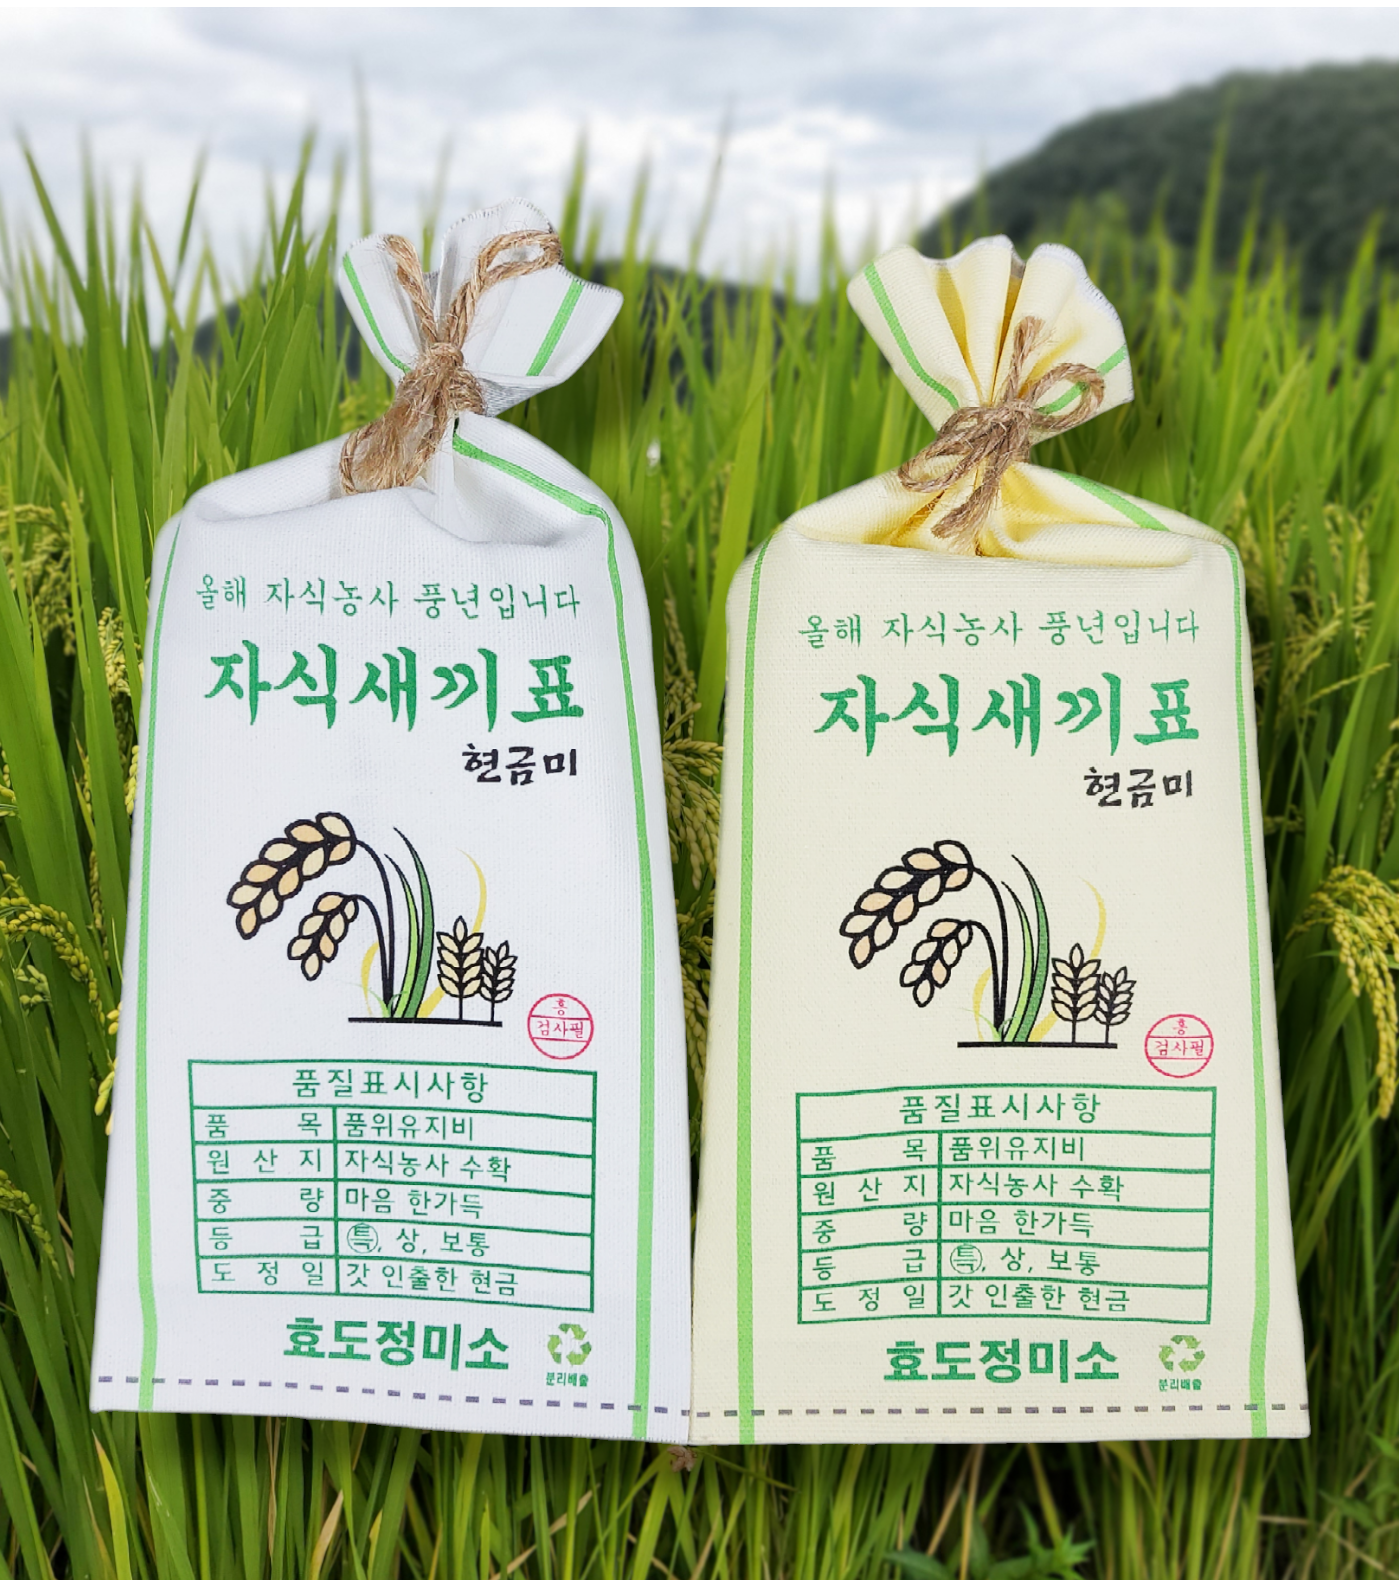 올해 자식농사 풍년입니다
자식새끼표
현금미
홍
검사필
품질표시사항
품 목 품위유지비
원 산 지 자식농사 수확
중 량 마음 한가득
등 급 특, 상, 보통
도 정 일 갓 인출한 현금
효도정미소
분리배출
올해 자식농사 풍년입니다
자식새끼표
현금미
홍
검사필
품질표시사항
품 목 품위유지비
원 산 지 자식농사 수확
중 량 마음 한가득
등 급 특, 상, 보통
도 정 일 갓 인출한 현금
효도정미소
분리배출